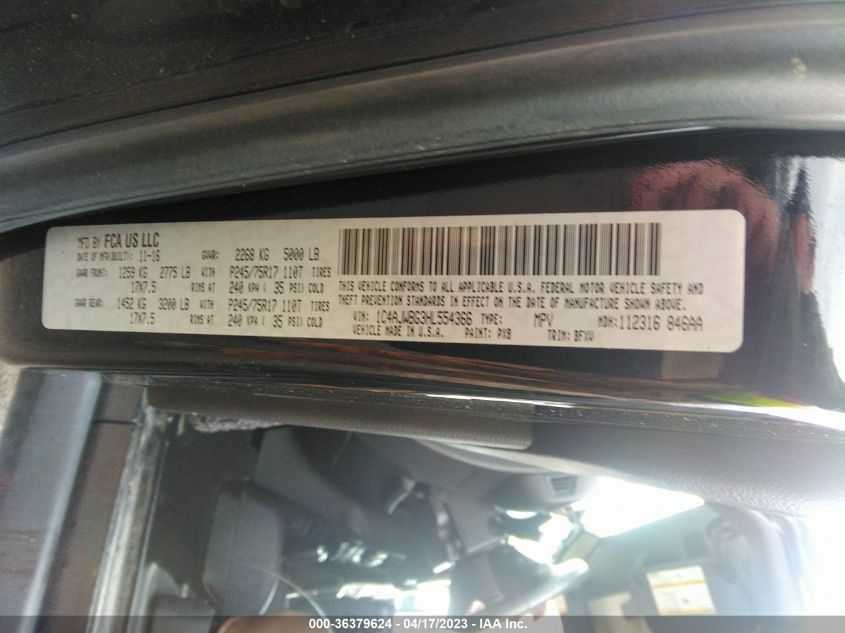 MFD BY FCA US LLC
DATE OF MFR(BUILT): 11-16 GVWR: 2268 KG 5000 LB
GAWR FRONT: 1259 KG 2775 LB WITH P245/75R17 110T TIRES
17X7.5 RIMS AT 240 KPA ( 35 PSI) COLD
GAWR REAR: 1452 KG 3200 LB WITH P245/75R17 110T TIRES
17X7.5 RIMS AT 240 KPA ( 35 PSI) COLD
THIS VEHICLE CONFORMS TO ALL APPLICABLE U.S.A. FEDERAL MOTOR VEHICLE SAFETY AND
THEFT PREVENTION STANDARDS IN EFFECT ON THE DATE OF MANUFACTURE SHOWN ABOVE.
VIN: 1C4AJWBG3HL554366 TYPE: MPV MDH: 112316 846AA
VEHICLE MADE IN U.S.A. PAINT: PX8 TRIM: BFXV
000-36379624 - 04/17/2023 - IAA Inc.